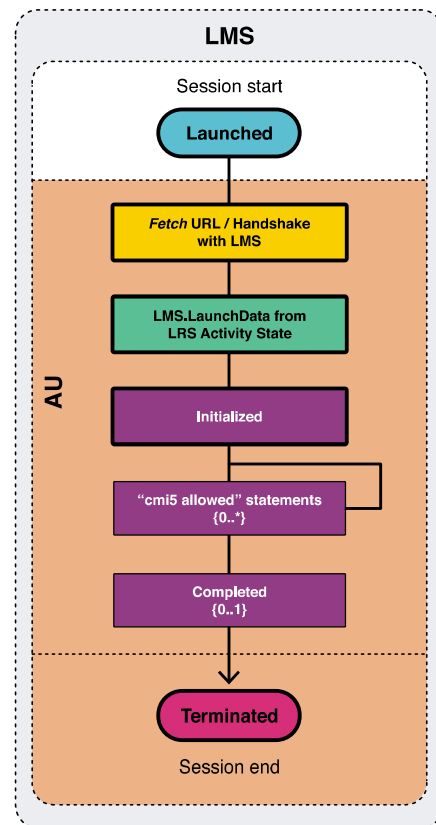 LMS
Session start
Launched
Fetch URL / Handshake
with LMS
LMS.LaunchData from
LRS Activity State
AU
Initialized
“cmi5 allowed” statements
{0..*}
Completed
{0..1}
Terminated
Session end